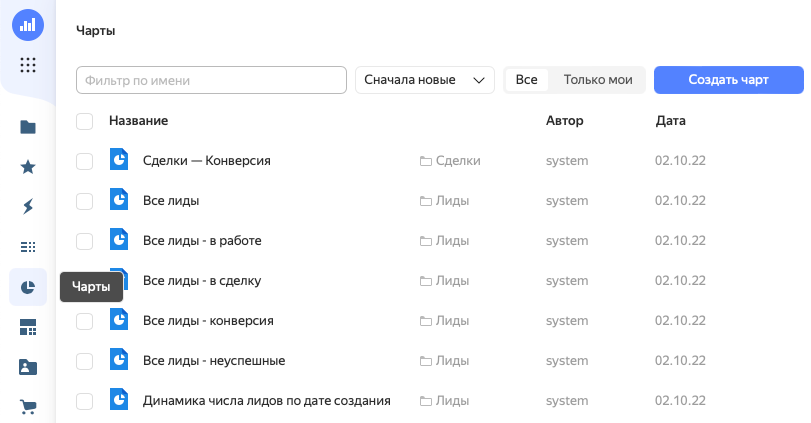 Чарты
Фильтр по имени Сначала новые Все Только мои Создать чарт
Название Автор Дата
Сделки — Конверсия Сделки system 02.10.22
Все лиды Лиды system 02.10.22
Все лиды - в работе Лиды system 02.10.22
Чарты Все лиды - в сделку Лиды system 02.10.22
Все лиды - конверсия Лиды system 02.10.22
Все лиды - неуспешные Лиды system 02.10.22
Динамика числа лидов по дате создания Лиды system 02.10.22